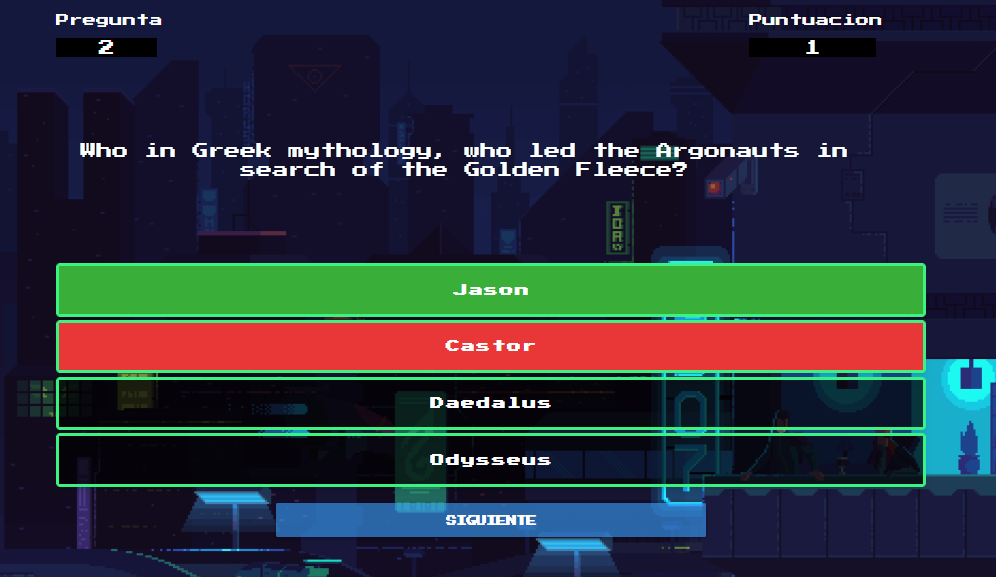 Pregunta
Puntuacion
2
1
Who in Greek mythology, who led the Argonauts in
search of the Golden Fleece?
Jason
Castor
Daedalus
Odysseus
SIGUIENTE